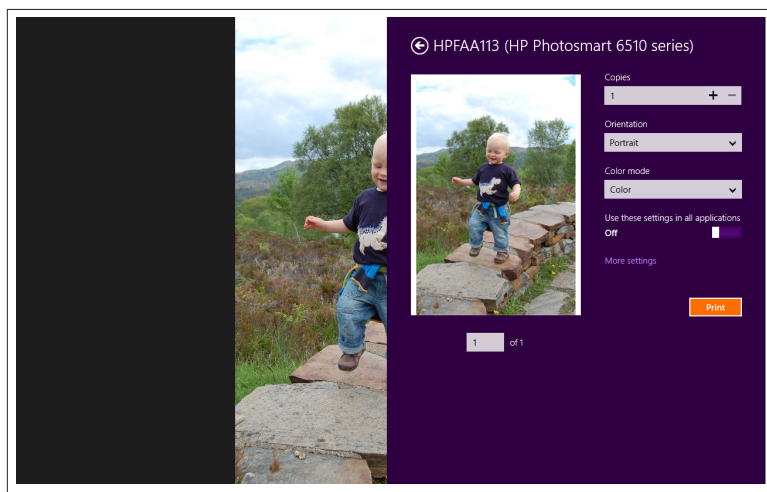 HPFAA113 (HP Photosmart 6510 series)
Copies
1
Orientation
Portrait
Color mode
Color
Use these settings in all applications
Off
More settings
Print
1 of 1